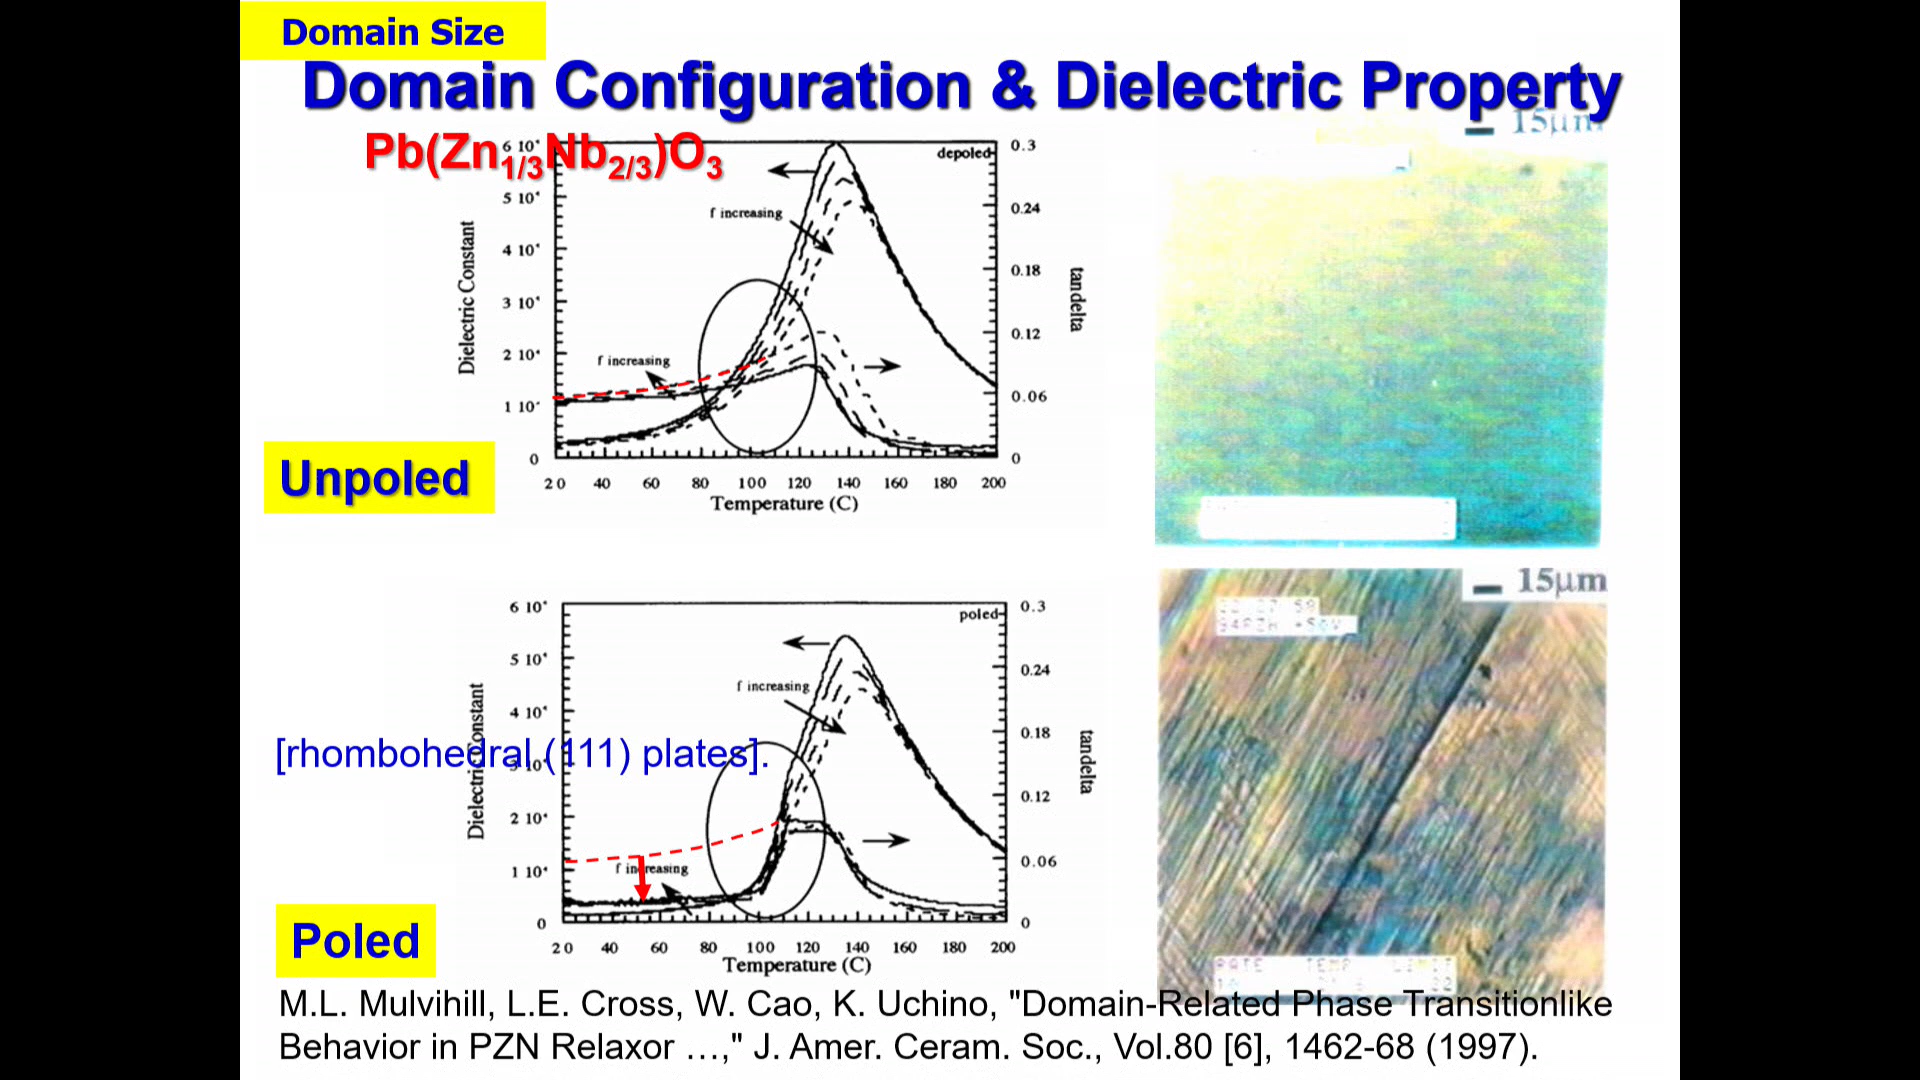 Domain Size
Domain Configuration & Dielectric Property
Pb(Zn1/3Nb2/3)O3
6 10⁴
5 10⁴
4 10⁴
3 10⁴
2 10⁴
1 10⁴
0
Dielectric Constant
depoled
f increasing
f increasing
0.3
0.24
0.18
0.12
0.06
0
tandelta
20 40 60 80 100 120 140 160 180 200
Temperature (C)
15µm
Unpoled
6 10⁴
5 10⁴
4 10⁴
3 10⁴
2 10⁴
1 10⁴
0
Dielectric Constant
poled
f increasing
f increasing
0.3
0.24
0.18
0.12
0.06
0
tandelta
20 40 60 80 100 120 140 160 180 200
Temperature (C)
15µm
[rhombohedral (111) plates].
Poled
M.L. Mulvihill, L.E. Cross, W. Cao, K. Uchino, "Domain-Related Phase Transitionlike
Behavior in PZN Relaxor …," J. Amer. Ceram. Soc., Vol.80 [6], 1462-68 (1997).